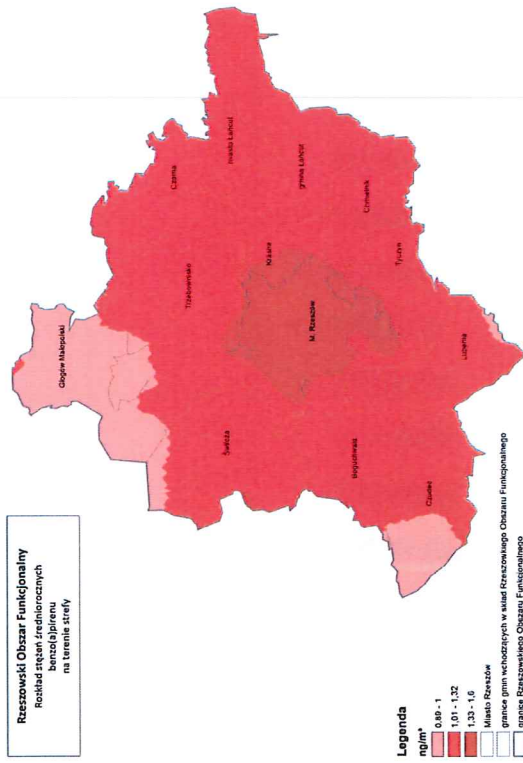 Rzeszowski Obszar Funkcjonalny
Rozkład stężeń średniorocznych
benzo(a)pirenu
na terenie strefy
Głogów Małopolski
Czarna
miasto Łańcut
Trzebownisko
Świlcza
Krasne
gmina Łańcut
M. Rzeszów
Chmielnik
Boguchwała
Tyczyn
Lubenia
Czudec
Legenda
ng/m³
0,89 - 1
1,01 - 1,32
1,33 - 1,6
Miasto Rzeszów
granice gmin wchodzących w skład Rzeszowskiego Obszaru Funkcjonalnego
granice Rzeszowskiego Obszaru Funkcjonalnego